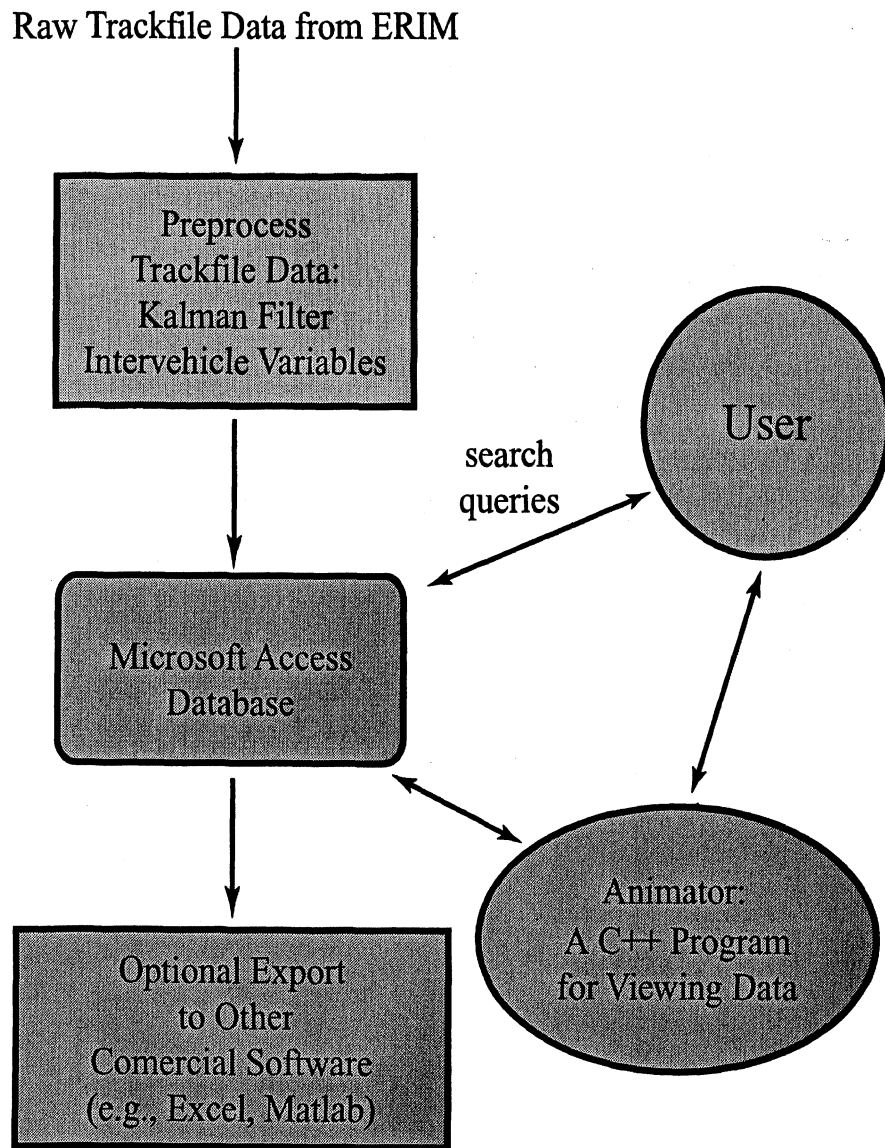 Raw Trackfile Data from ERIM
Preprocess
Trackfile Data:
Kalman Filter
Intervehicle Variables
User
search
queries
Microsoft Access
Database
Animator:
A C++ Program
for Viewing Data
Optional Export
to Other
Comercial Software
(e.g., Excel, Matlab)